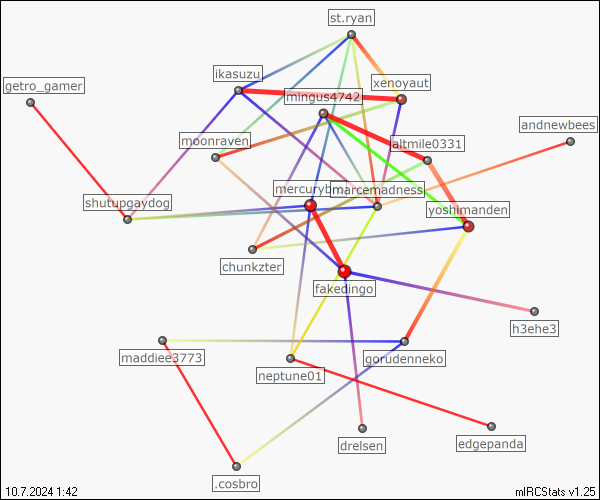 st.ryan
ikasuzu
xenoyaut
getro_gamer
mingus4742
andnewbees
moonraven
altmile0331
marcemadness
shutupgaydog
yoshimanden
chunkzter
fakedingo
h3ehe3
maddiee3773
gorudenneko
neptune01
drelsen
edgepanda
.cosbro
10.7.2024 1:42
mIRCStats v1.25